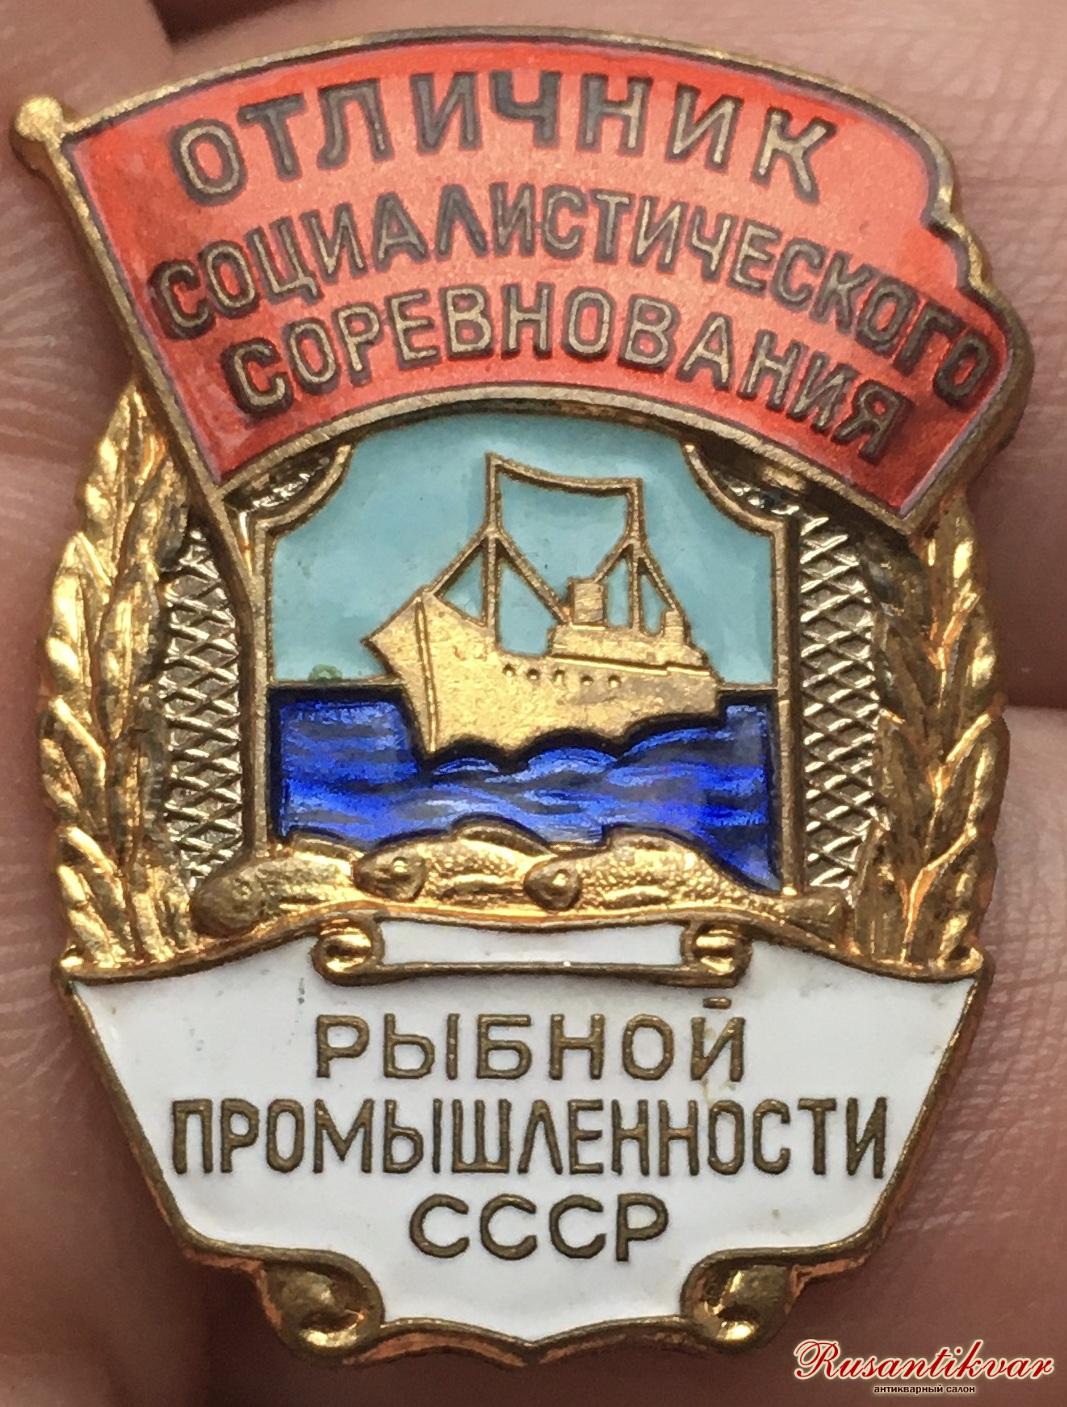 ОТЛИЧНИК
СОЦИАЛИСТИЧЕСКОГО
СОРЕВНОВАНИЯ
РЫБНОЙ
ПРОМЫШЛЕННОСТИ
СССР
Rusantikvar
антикварный салон